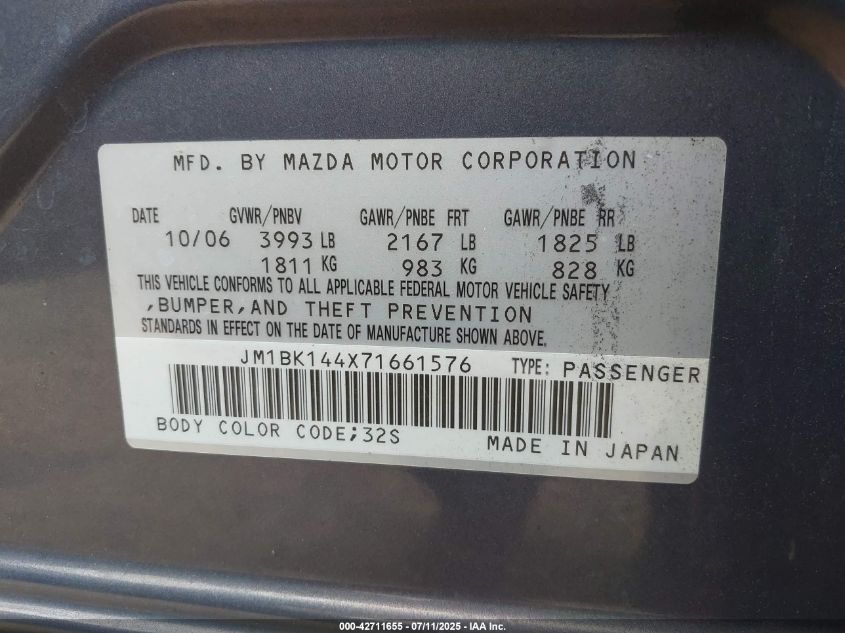 MFD. BY MAZDA MOTOR CORPORATION
DATE GVWR/PNBV GAWR/PNBE FRT GAWR/PNBE RR
10/06 3993 LB 2167 LB 1825 LB
1811 KG 983 KG 828 KG
THIS VEHICLE CONFORMS TO ALL APPLICABLE FEDERAL MOTOR VEHICLE SAFETY
,BUMPER,AND THEFT PREVENTION
STANDARDS IN EFFECT ON THE DATE OF MANUFACTURE SHOWN ABOVE.
JM1BK144X71661576 TYPE: PASSENGER
BODY COLOR CODE;32S MADE IN JAPAN
000-42711655 - 07/11/2025 - IAA Inc.